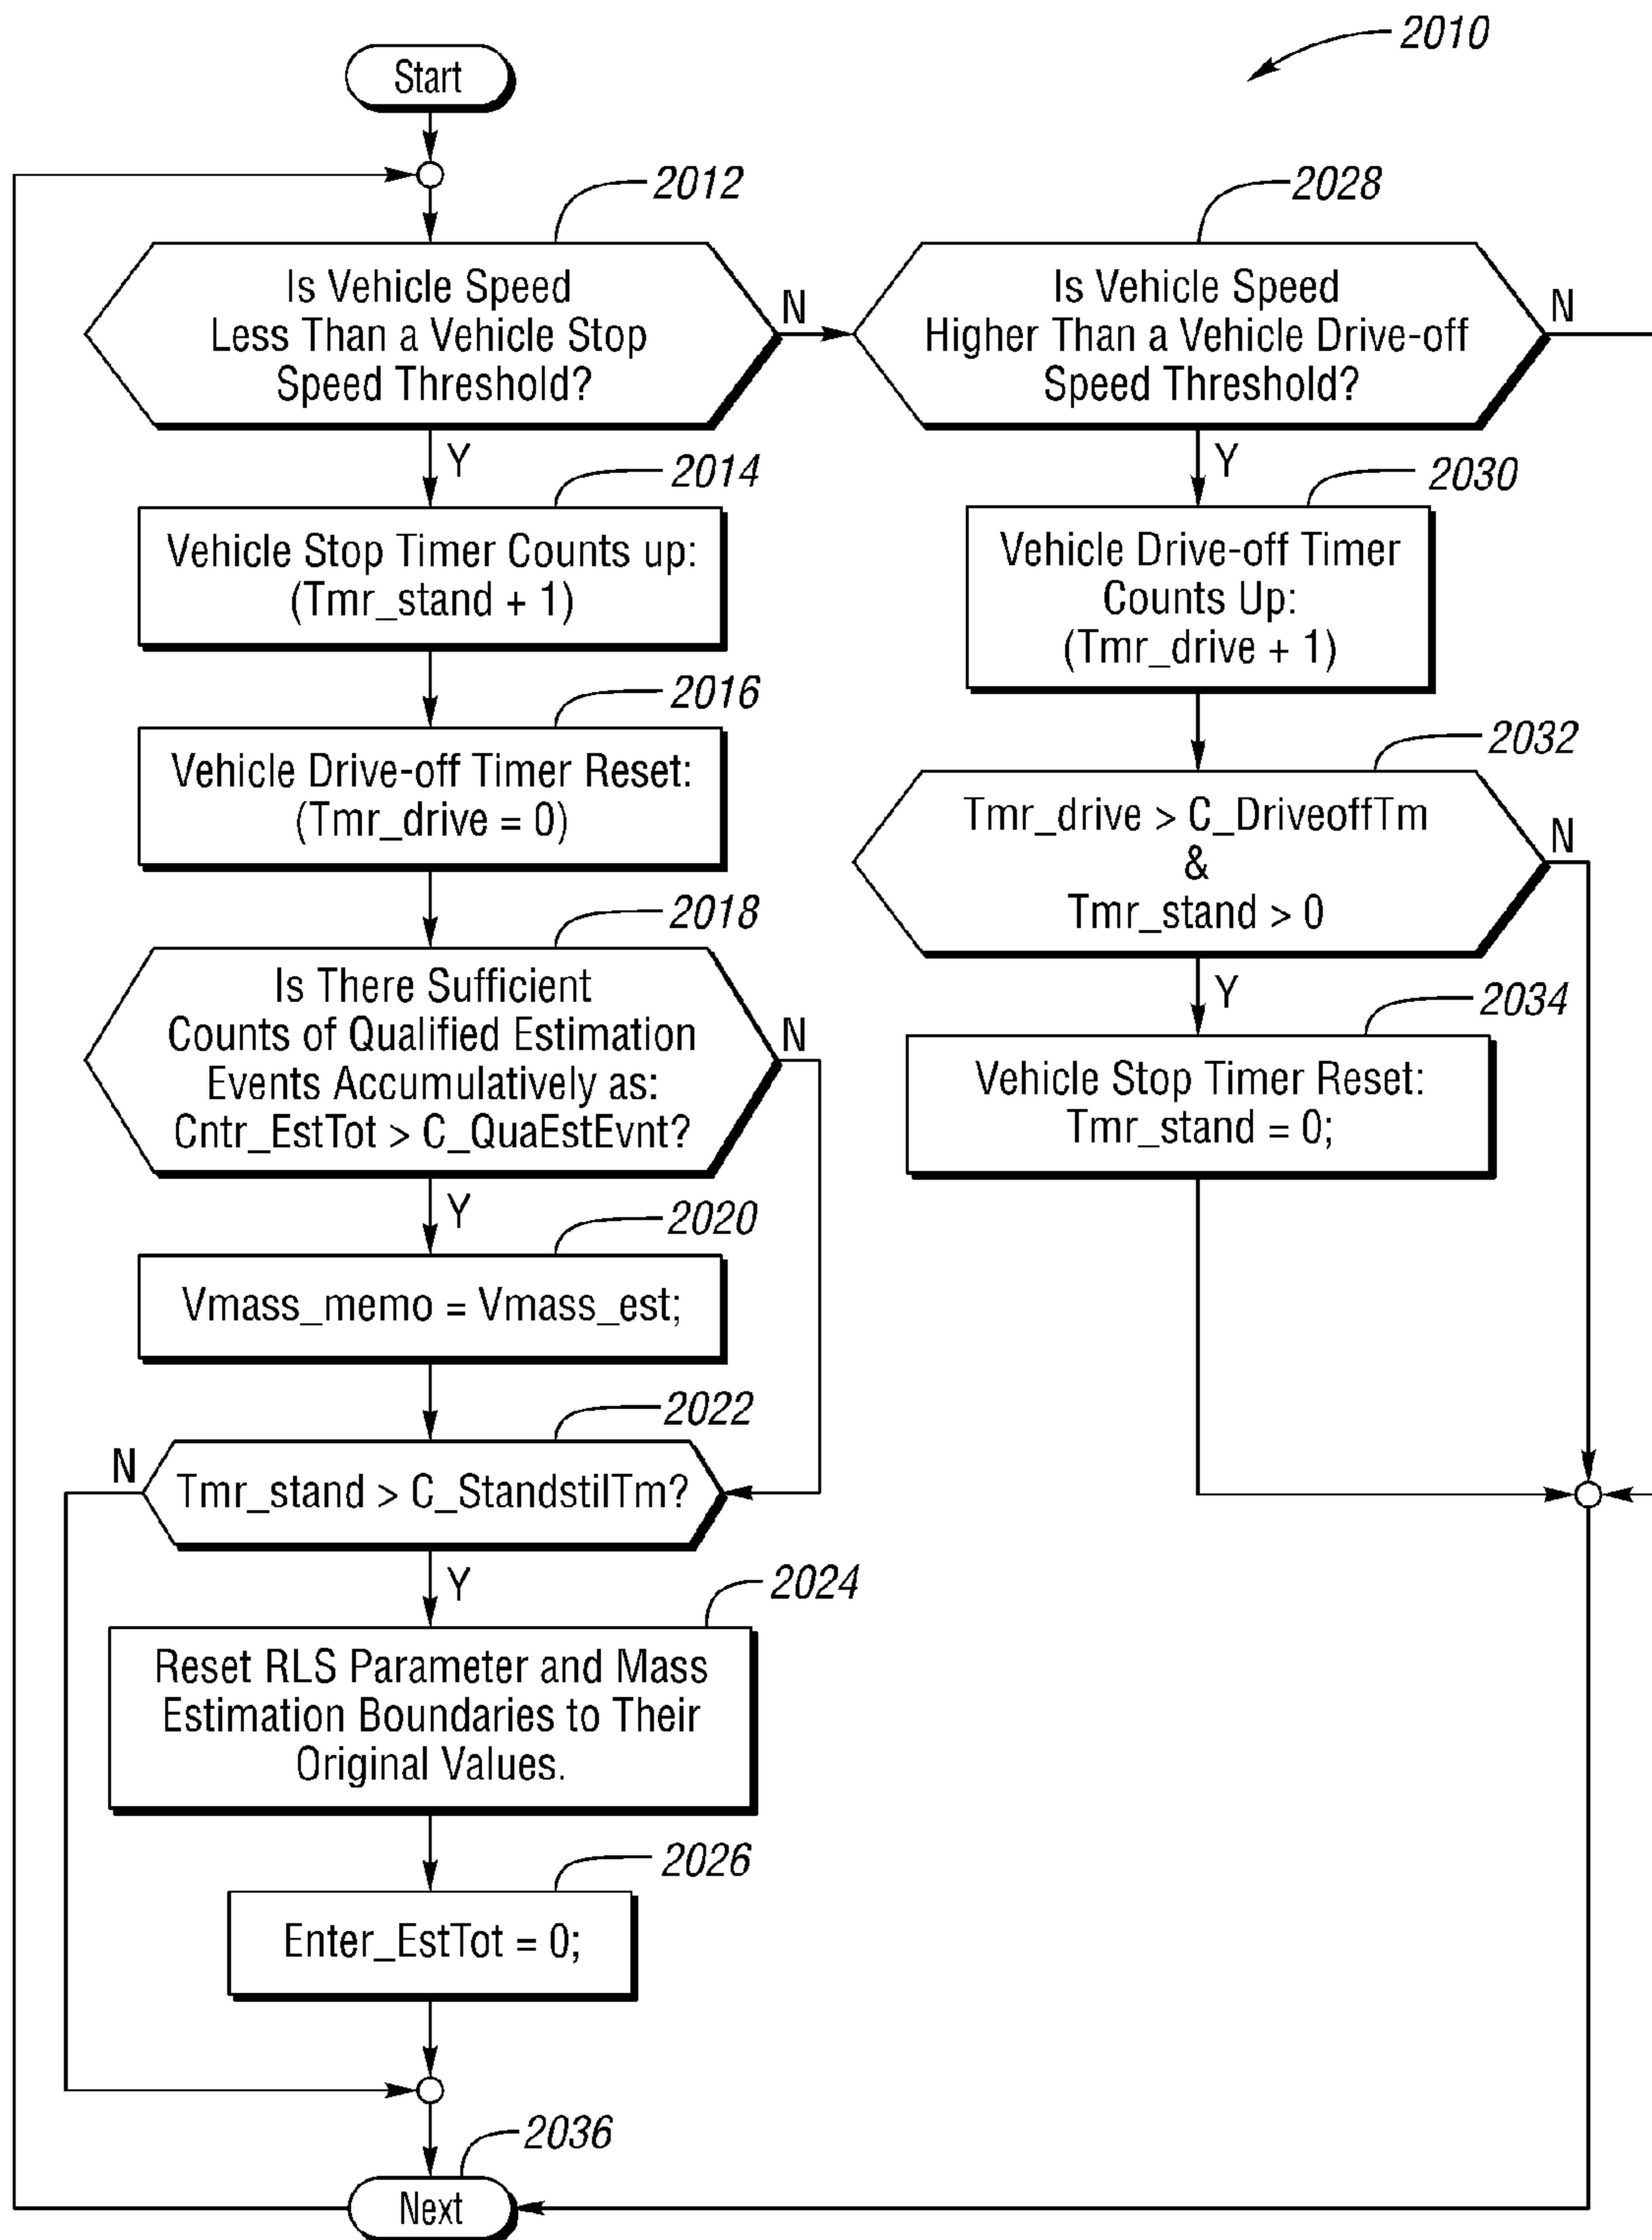 2010
Start
2012
Is Vehicle Speed
Less Than a Vehicle Stop
Speed Threshold?
N
Y
2014
Vehicle Stop Timer Counts up:
(Tmr_stand + 1)
2016
Vehicle Drive-off Timer Reset:
(Tmr_drive = 0)
2018
Is There Sufficient
Counts of Qualified Estimation
Events Accumulatively as:
Cntr_EstTot > C_QuaEstEvnt?
N
Y
2020
Vmass_memo = Vmass_est;
2022
N
Tmr_stand > C_StandstilTm?
Y
2024
Reset RLS Parameter and Mass
Estimation Boundaries to Their
Original Values.
2026
Enter_EstTot = 0;
2036
Next
2028
Is Vehicle Speed
Higher Than a Vehicle Drive-off
Speed Threshold?
N
Y
2030
Vehicle Drive-off Timer
Counts Up:
(Tmr_drive + 1)
2032
Tmr_drive > C_DriveoffTm
&
Tmr_stand > 0
N
Y
2034
Vehicle Stop Timer Reset:
Tmr_stand = 0;